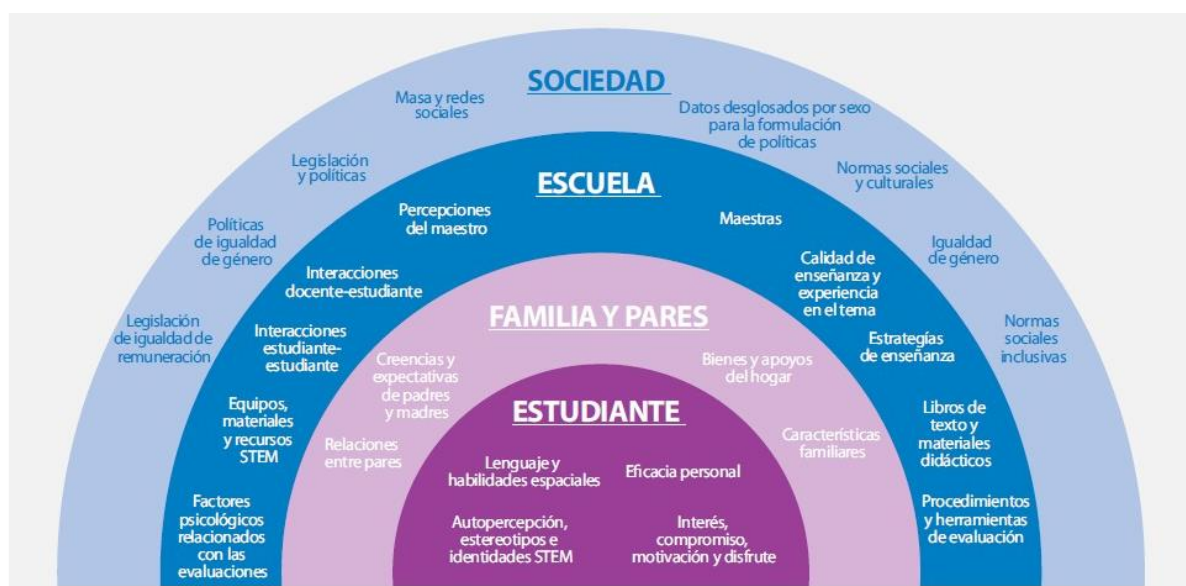 SOCIEDAD
Masa y redes
sociales
Legislación
y políticas
Políticas
de igualdad
de género
Legislación
de igualdad de
remuneración
Datos desglosados por sexo
para la formulación
de políticas
Normas sociales
y culturales
Igualdad
de género
Normas
sociales
inclusivas
ESCUELA
Percepciones
del maestro
Interacciones
docente-estudiante
Interacciones
estudiante-
estudiante
Equipos,
materiales
y recursos
STEM
Factores
psicológicos
relacionados
con las
evaluaciones
Maestras
Calidad de
enseñanza y
experiencia
en el tema
Estrategías
de enseñanza
Libros de
texto y
materiales
didácticos
Procedimientos
y herramientas
de evaluación
FAMILIA Y PARES
Creencias y
expectativas
de padres
y madres
Relaciones
entre pares
Bienes y apoyos
del hogar
Características
familiares
ESTUDIANTE
Lenguaje y
habilidades espaciales
Eficacia personal
Autopercepción,
estereotipos e
identidades STEM
Interés,
compromiso,
motivación y disfrute